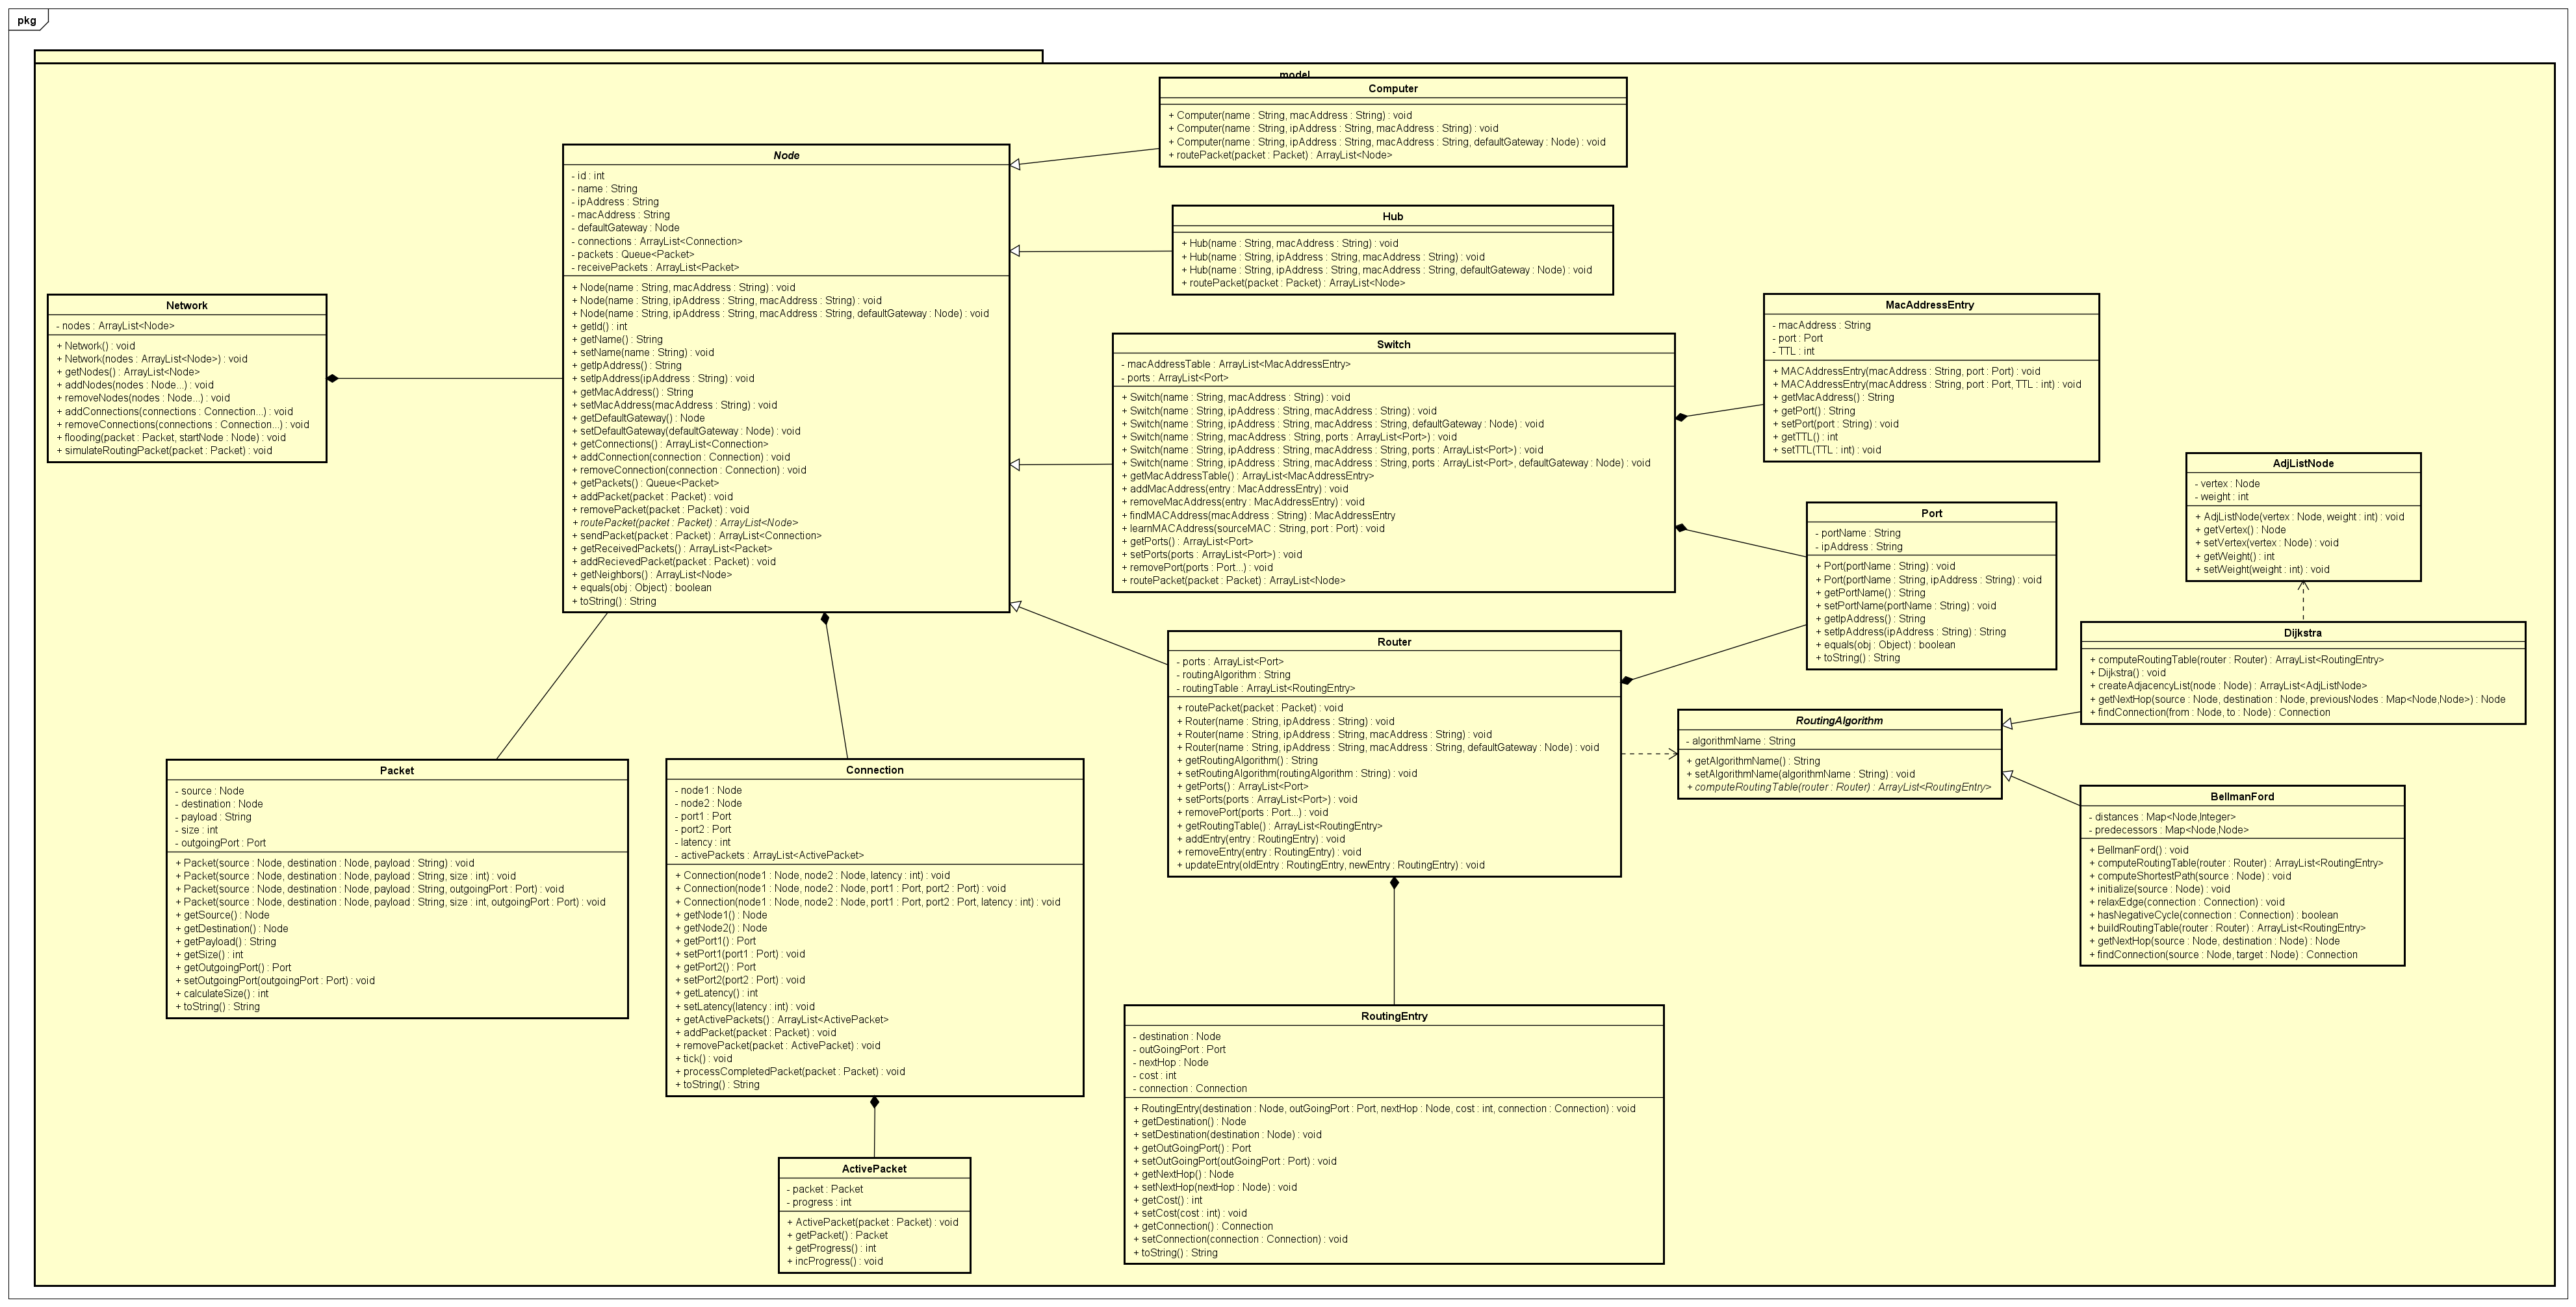 pkg
model
Computer
+ Computer(name : String, macAddress : String) : void
+ Computer(name : String, ipAddress : String, macAddress : String) : void
+ Computer(name : String, ipAddress : String, macAddress : String, defaultGateway : Node) : void
+ routePacket(packet : Packet) : ArrayList<Node>
Node
- id : int
- name : String
- ipAddress : String
- macAddress : String
- defaultGateway : Node
- connections : ArrayList<Connection>
- packets : Queue<Packet>
- receivePackets : ArrayList<Packet>
+ Node(name : String, macAddress : String) : void
+ Node(name : String, ipAddress : String, macAddress : String) : void
+ Node(name : String, ipAddress : String, macAddress : String, defaultGateway : Node) : void
+ getId() : int
+ getName() : String
+ setName(name : String) : void
+ getIpAddress() : String
+ setIpAddress(ipAddress : String) : void
+ getMacAddress() : String
+ setMacAddress(macAddress : String) : void
+ getDefaultGateway() : Node
+ setDefaultGateway(defaultGateway : Node) : void
+ getConnections() : ArrayList<Connection>
+ addConnection(connection : Connection) : void
+ removeConnection(connection : Connection) : void
+ getPackets() : Queue<Packet>
+ addPacket(packet : Packet) : void
+ removePacket(packet : Packet) : void
+ routePacket(packet : Packet) : ArrayList<Node>
+ sendPacket(packet : Packet) : ArrayList<Connection>
+ getReceivedPackets() : ArrayList<Packet>
+ addRecievedPacket(packet : Packet) : void
+ getNeighbors() : ArrayList<Node>
+ equals(obj : Object) : boolean
+ toString() : String
Hub
+ Hub(name : String, macAddress : String) : void
+ Hub(name : String, ipAddress : String, macAddress : String) : void
+ Hub(name : String, ipAddress : String, macAddress : String, defaultGateway : Node) : void
+ routePacket(packet : Packet) : ArrayList<Node>
Network
- nodes : ArrayList<Node>
+ Network() : void
+ Network(nodes : ArrayList<Node>) : void
+ getNodes() : ArrayList<Node>
+ addNodes(nodes : Node...) : void
+ removeNodes(nodes : Node...) : void
+ addConnections(connections : Connection...) : void
+ removeConnections(connections : Connection...) : void
+ flooding(packet : Packet, startNode : Node) : void
+ simulateRoutingPacket(packet : Packet) : void
Switch
- macAddressTable : ArrayList<MacAddressEntry>
- ports : ArrayList<Port>
+ Switch(name : String, macAddress : String) : void
+ Switch(name : String, ipAddress : String, macAddress : String) : void
+ Switch(name : String, ipAddress : String, macAddress : String, defaultGateway : Node) : void
+ Switch(name : String, macAddress : String, ports : ArrayList<Port>) : void
+ Switch(name : String, ipAddress : String, macAddress : String, ports : ArrayList<Port>) : void
+ Switch(name : String, ipAddress : String, macAddress : String, ports : ArrayList<Port>, defaultGateway : Node) : void
+ getMacAddressTable() : ArrayList<MacAddressEntry>
+ addMacAddress(entry : MacAddressEntry) : void
+ removeMacAddress(entry : MacAddressEntry) : void
+ findMACAddress(macAddress : String) : MacAddressEntry
+ learnMACAddress(sourceMAC : String, port : Port) : void
+ getPorts() : ArrayList<Port>
+ setPorts(ports : ArrayList<Port>) : void
+ removePort(ports : Port...) : void
+ routePacket(packet : Packet) : ArrayList<Node>
MacAddressEntry
- macAddress : String
- port : Port
- TTL : int
+ MACAddressEntry(macAddress : String, port : Port) : void
+ MACAddressEntry(macAddress : String, port : Port, TTL : int) : void
+ getMacAddress() : String
+ getPort() : String
+ setPort(port : String) : void
+ getTTL() : int
+ setTTL(TTL : int) : void
Port
- portName : String
- ipAddress : String
+ Port(portName : String) : void
+ Port(portName : String, ipAddress : String) : void
+ getPortName() : String
+ setPortName(portName : String) : void
+ getIpAddress() : String
+ setIpAddress(ipAddress : String) : String
+ equals(obj : Object) : boolean
+ toString() : String
AdjListNode
- vertex : Node
- weight : int
+ AdjListNode(vertex : Node, weight : int) : void
+ getVertex() : Node
+ setVertex(vertex : Node) : void
+ getWeight() : int
+ setWeight(weight : int) : void
Dijkstra
+ computeRoutingTable(router : Router) : ArrayList<RoutingEntry>
+ Dijkstra() : void
+ createAdjacencyList(node : Node) : ArrayList<AdjListNode>
+ getNextHop(source : Node, destination : Node, previousNodes : Map<Node,Node>) : Node
+ findConnection(from : Node, to : Node) : Connection
Router
- ports : ArrayList<Port>
- routingAlgorithm : String
- routingTable : ArrayList<RoutingEntry>
+ routePacket(packet : Packet) : void
+ Router(name : String, ipAddress : String) : void
+ Router(name : String, ipAddress : String, macAddress : String) : void
+ Router(name : String, ipAddress : String, macAddress : String, defaultGateway : Node) : void
+ getRoutingAlgorithm() : String
+ setRoutingAlgorithm(routingAlgorithm : String) : void
+ getPorts() : ArrayList<Port>
+ setPorts(ports : ArrayList<Port>) : void
+ removePort(ports : Port...) : void
+ getRoutingTable() : ArrayList<RoutingEntry>
+ addEntry(entry : RoutingEntry) : void
+ removeEntry(entry : RoutingEntry) : void
+ updateEntry(oldEntry : RoutingEntry, newEntry : RoutingEntry) : void
RoutingAlgorithm
- algorithmName : String
+ getAlgorithmName() : String
+ setAlgorithmName(algorithmName : String) : void
+ computeRoutingTable(router : Router) : ArrayList<RoutingEntry>
BellmanFord
- distances : Map<Node,Integer>
- predecessors : Map<Node,Node>
+ BellmanFord() : void
+ computeRoutingTable(router : Router) : ArrayList<RoutingEntry>
+ computeShortestPath(source : Node) : void
+ initialize(source : Node) : void
+ relaxEdge(connection : Connection) : void
+ hasNegativeCycle(connection : Connection) : boolean
+ buildRoutingTable(router : Router) : ArrayList<RoutingEntry>
+ getNextHop(source : Node, destination : Node) : Node
+ findConnection(source : Node, target : Node) : Connection
Packet
- source : Node
- destination : Node
- payload : String
- size : int
- outgoingPort : Port
+ Packet(source : Node, destination : Node, payload : String) : void
+ Packet(source : Node, destination : Node, payload : String, size : int) : void
+ Packet(source : Node, destination : Node, payload : String, outgoingPort : Port) : void
+ Packet(source : Node, destination : Node, payload : String, size : int, outgoingPort : Port) : void
+ getSource() : Node
+ getDestination() : Node
+ getPayload() : String
+ getSize() : int
+ getOutgoingPort() : Port
+ setOutgoingPort(outgoingPort : Port) : void
+ calculateSize() : int
+ toString() : String
Connection
- node1 : Node
- node2 : Node
- port1 : Port
- port2 : Port
- latency : int
- activePackets : ArrayList<ActivePacket>
+ Connection(node1 : Node, node2 : Node, latency : int) : void
+ Connection(node1 : Node, node2 : Node, port1 : Port, port2 : Port) : void
+ Connection(node1 : Node, node2 : Node, port1 : Port, port2 : Port, latency : int) : void
+ getNode1() : Node
+ getNode2() : Node
+ getPort1() : Port
+ setPort1(port1 : Port) : void
+ getPort2() : Port
+ setPort2(port2 : Port) : void
+ getLatency() : int
+ setLatency(latency : int) : void
+ getActivePackets() : ArrayList<ActivePacket>
+ addPacket(packet : Packet) : void
+ removePacket(packet : ActivePacket) : void
+ tick() : void
+ processCompletedPacket(packet : Packet) : void
+ toString() : String
RoutingEntry
- destination : Node
- outGoingPort : Port
- nextHop : Node
- cost : int
- connection : Connection
+ RoutingEntry(destination : Node, outGoingPort : Port, nextHop : Node, cost : int, connection : Connection) : void
+ getDestination() : Node
+ setDestination(destination : Node) : void
+ getOutGoingPort() : Port
+ setOutGoingPort(outGoingPort : Port) : void
+ getNextHop() : Node
+ setNextHop(nextHop : Node) : void
+ getCost() : int
+ setCost(cost : int) : void
+ getConnection() : Connection
+ setConnection(connection : Connection) : void
+ toString() : String
ActivePacket
- packet : Packet
- progress : int
+ ActivePacket(packet : Packet) : void
+ getPacket() : Packet
+ getProgress() : int
+ incProgress() : void